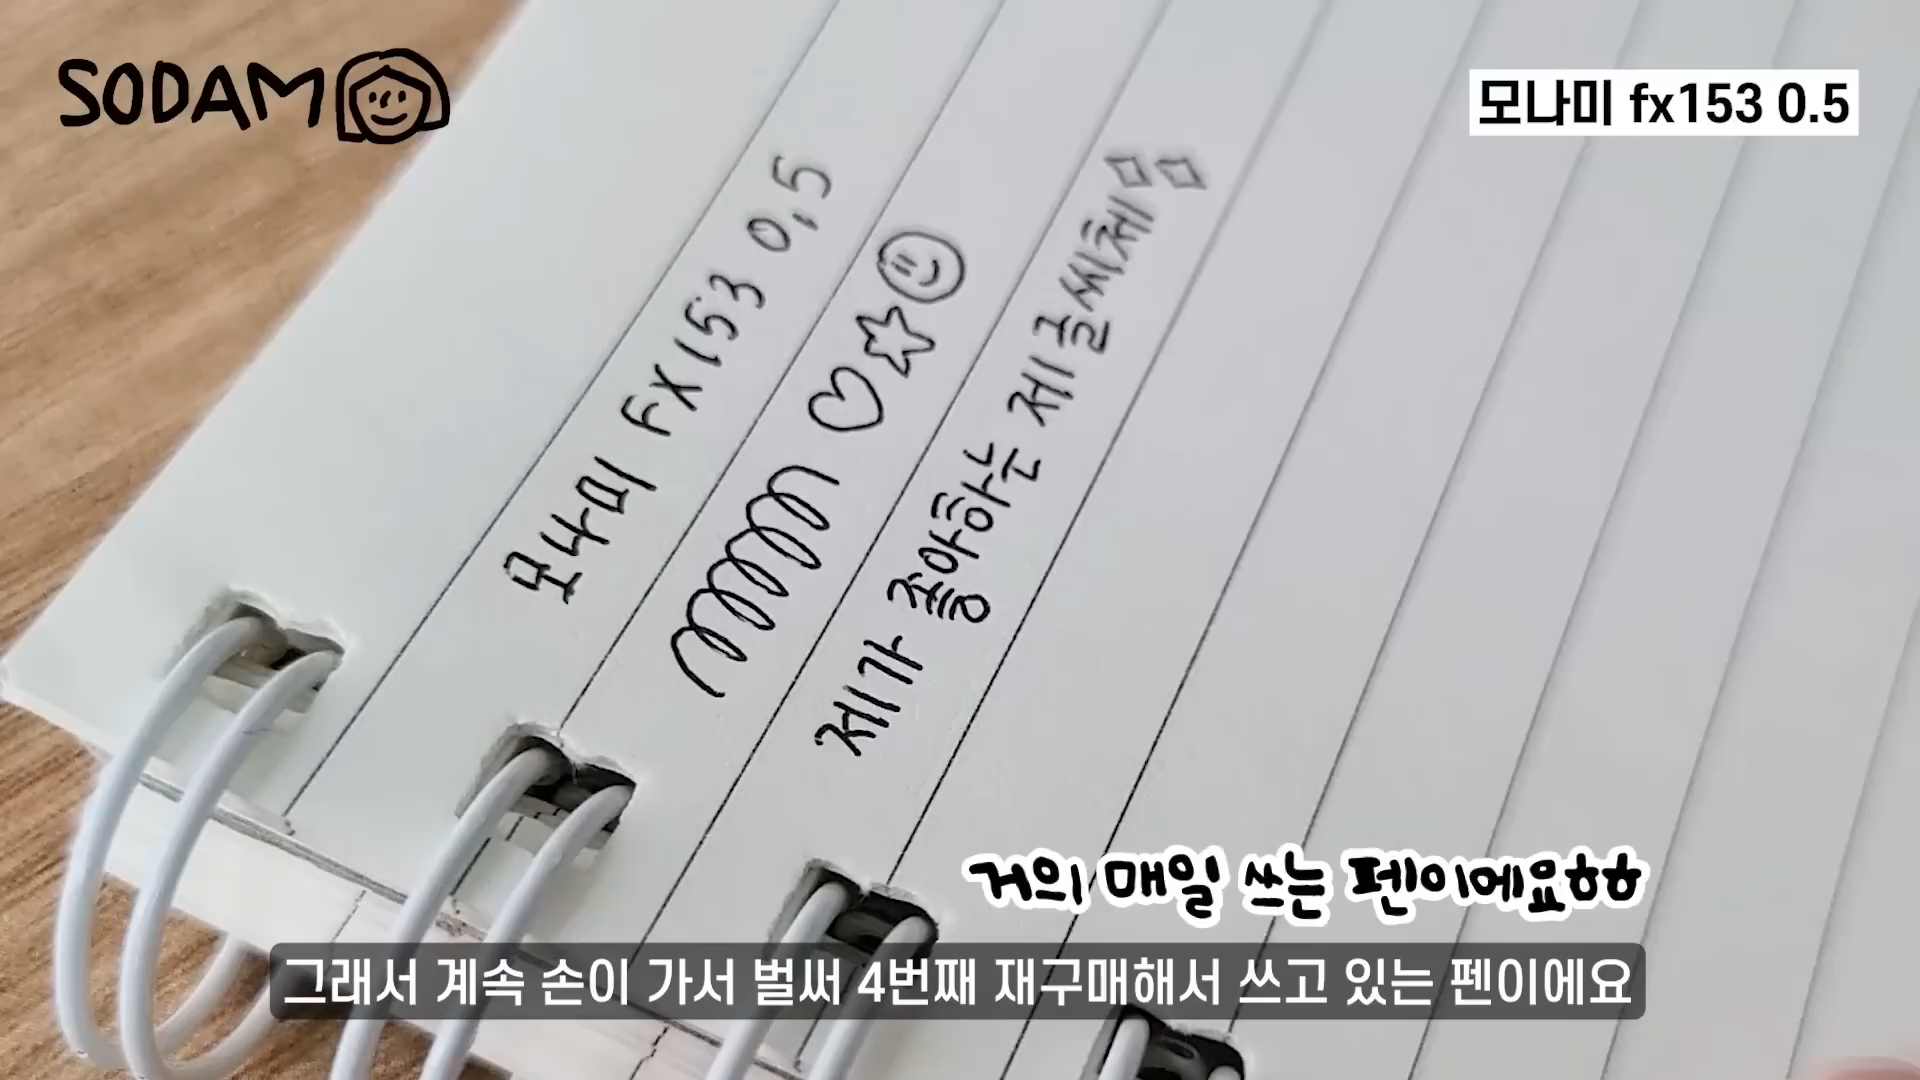 SODAM
모나미 fx153 0.5
모나미 FX153 0,5
제가 좋아하는 제 글씨체
거의 매일 쓰는 펜이에요ㅎㅎ
그래서 계속 손이 가서 벌써 4번째 재구매해서 쓰고 있는 펜이에요